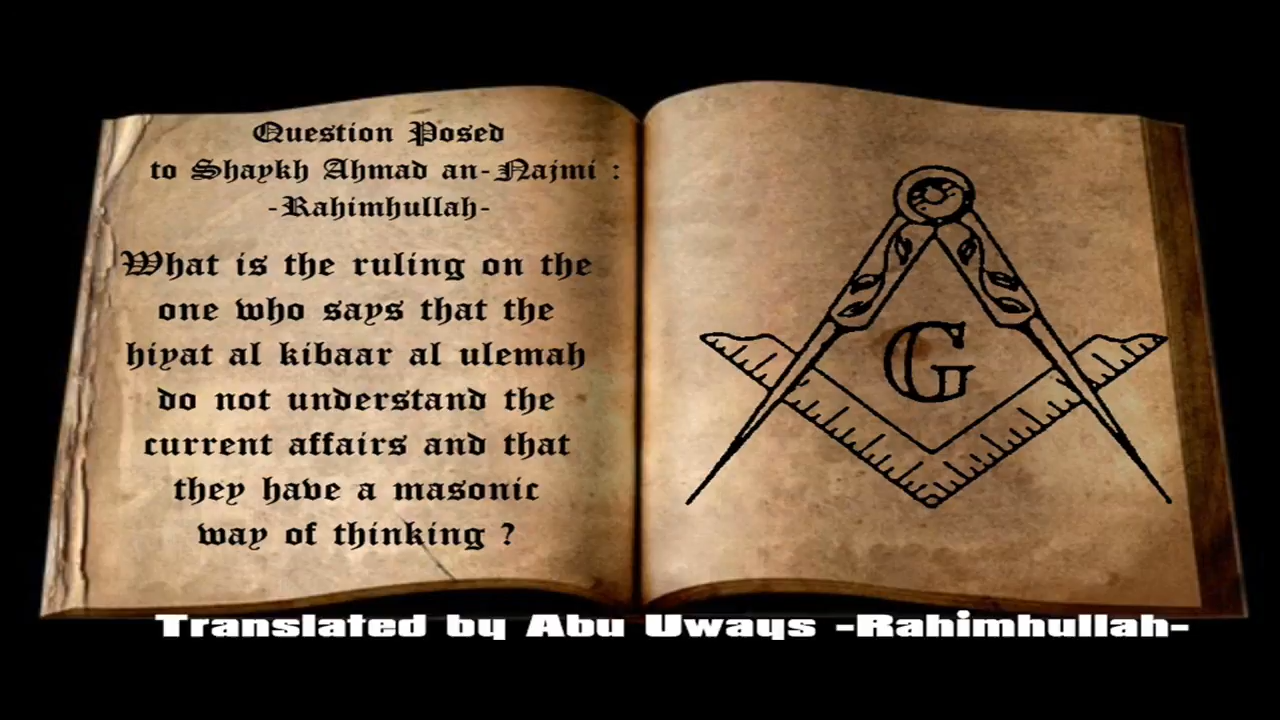 Question Posed
to Shaykh Ahmad an-Najmi :
-Rahimhullah-
What is the ruling on the
one who says that the
hiyat al kibaar al ulemah
do not understand the
current affairs and that
they have a masonic
way of thinking ?
G
Translated by Abu Uways -Rahimhullah-